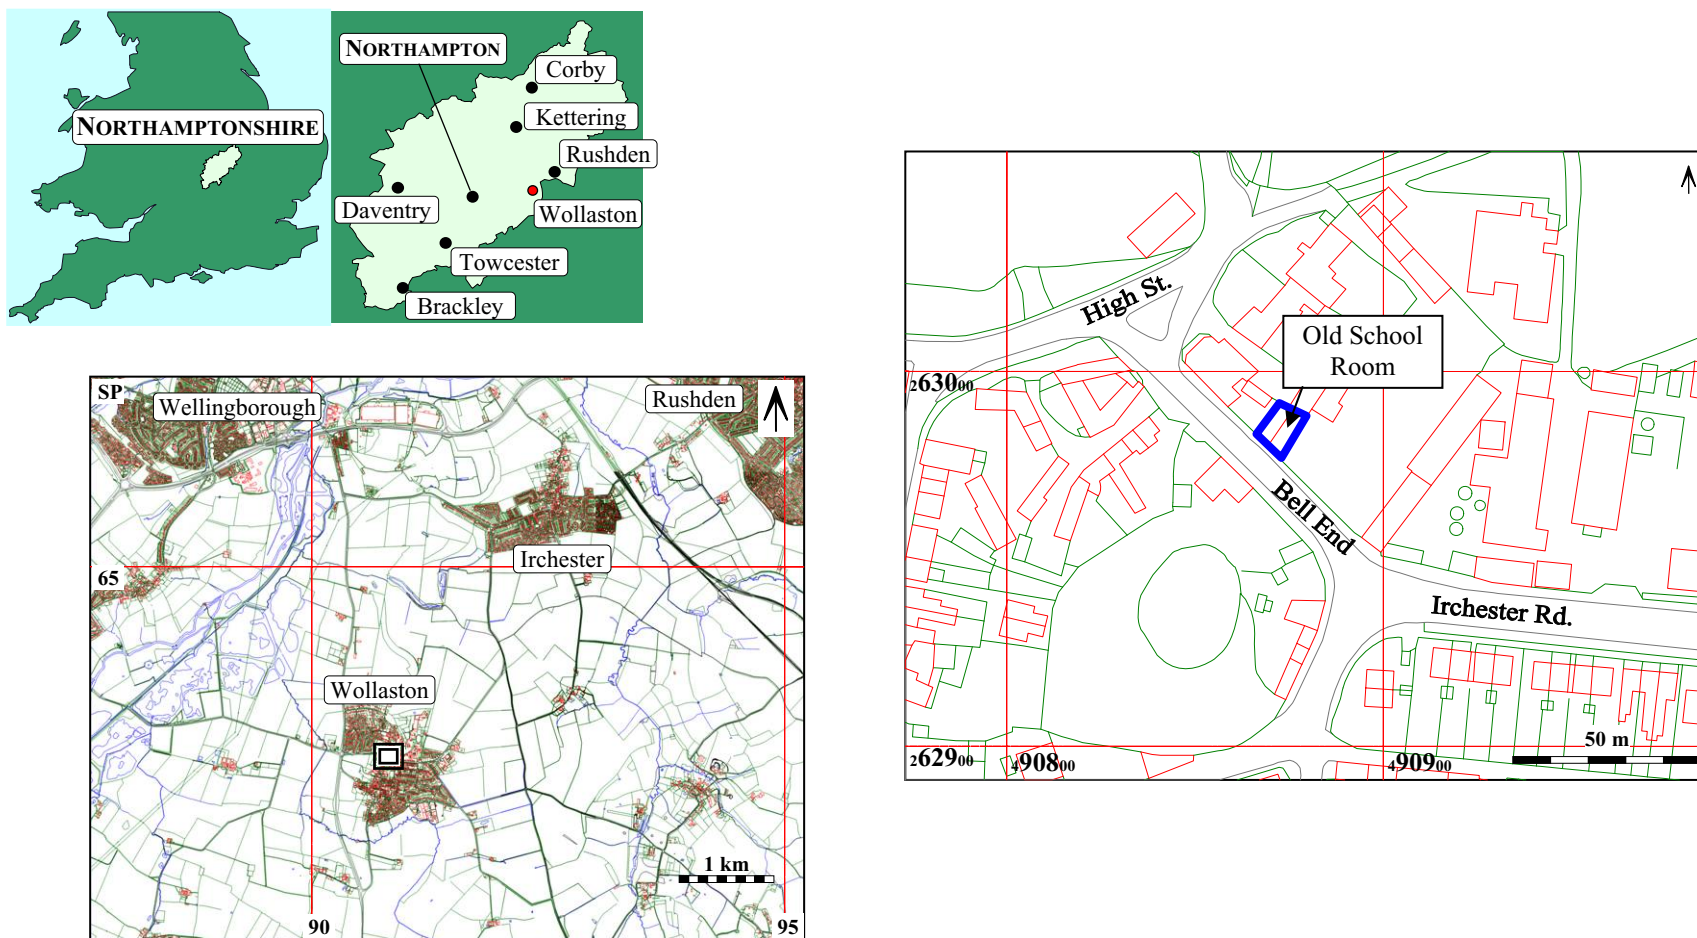 NORTHAMPTONSHIRE
NORTHAMPTON
Corby
Kettering
Rushden
Wollaston
Daventry
Towcester
Brackley
SP
Wellingborough
Rushden
Irchester
65
Wollaston
1 km
90
95
High St.
Old School
Room
263000
Bell End
Irchester Rd.
50 m
262900
490800
490900